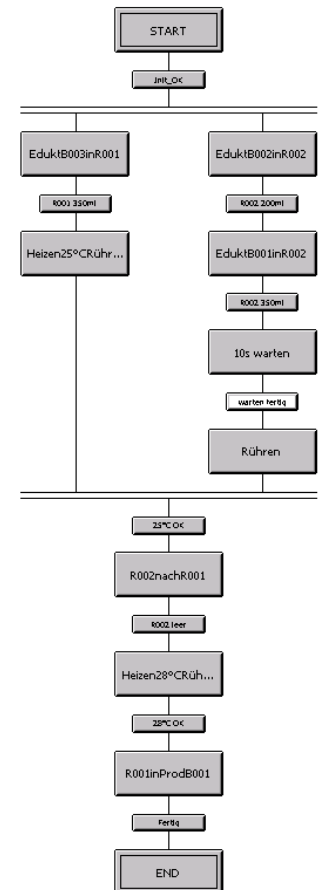 START
Init_OK
EduktB003inR001
EduktB002inR002
R001 350ml
R002 200ml
Heizen25°CRühr...
EduktB001inR002
R002 350ml
10s warten
warten fertig
Rühren
25°C OK
R002nachR001
R002 leer
Heizen28°CRüh...
28°C OK
R001inProdB001
Fertig
END